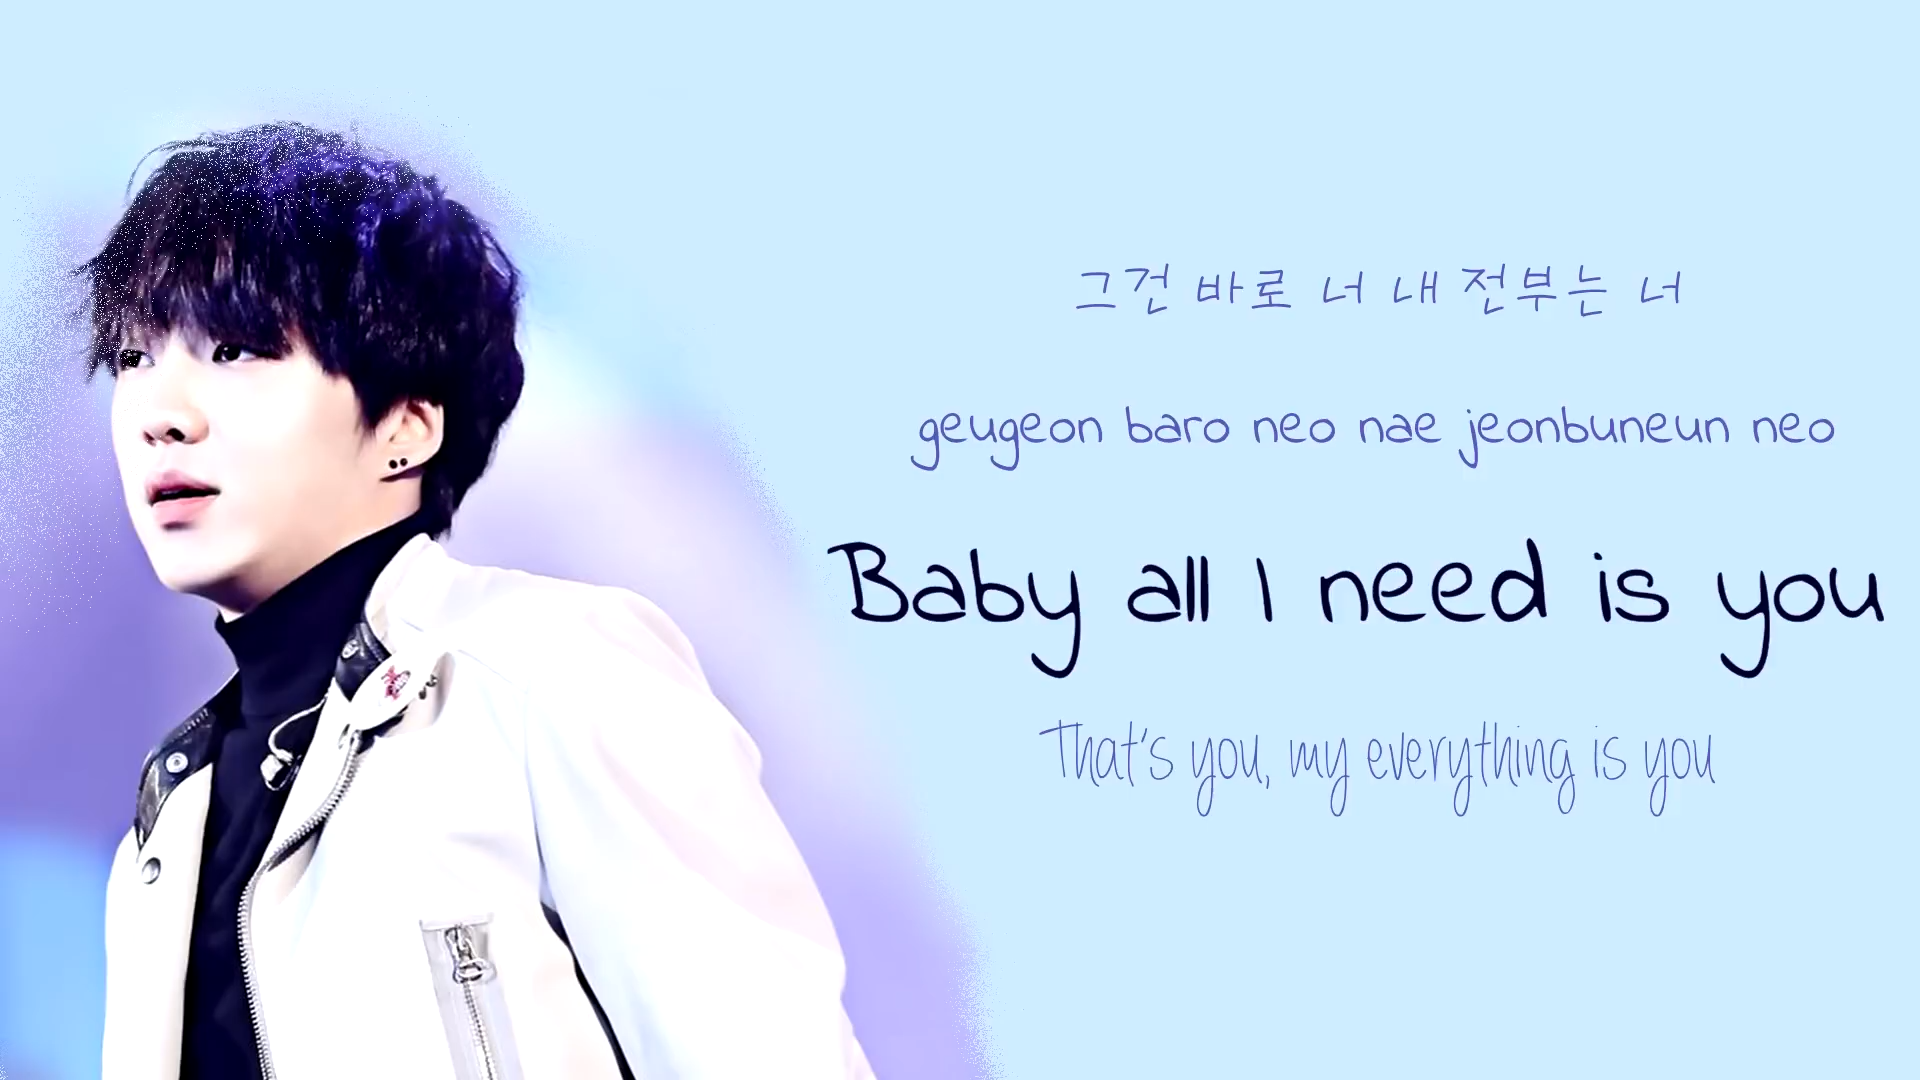 그건 바로 너 내 전부는 너
geugeon baro neo nae jeonbuneun neo
Baby all I need is you
That's you, my everything is you